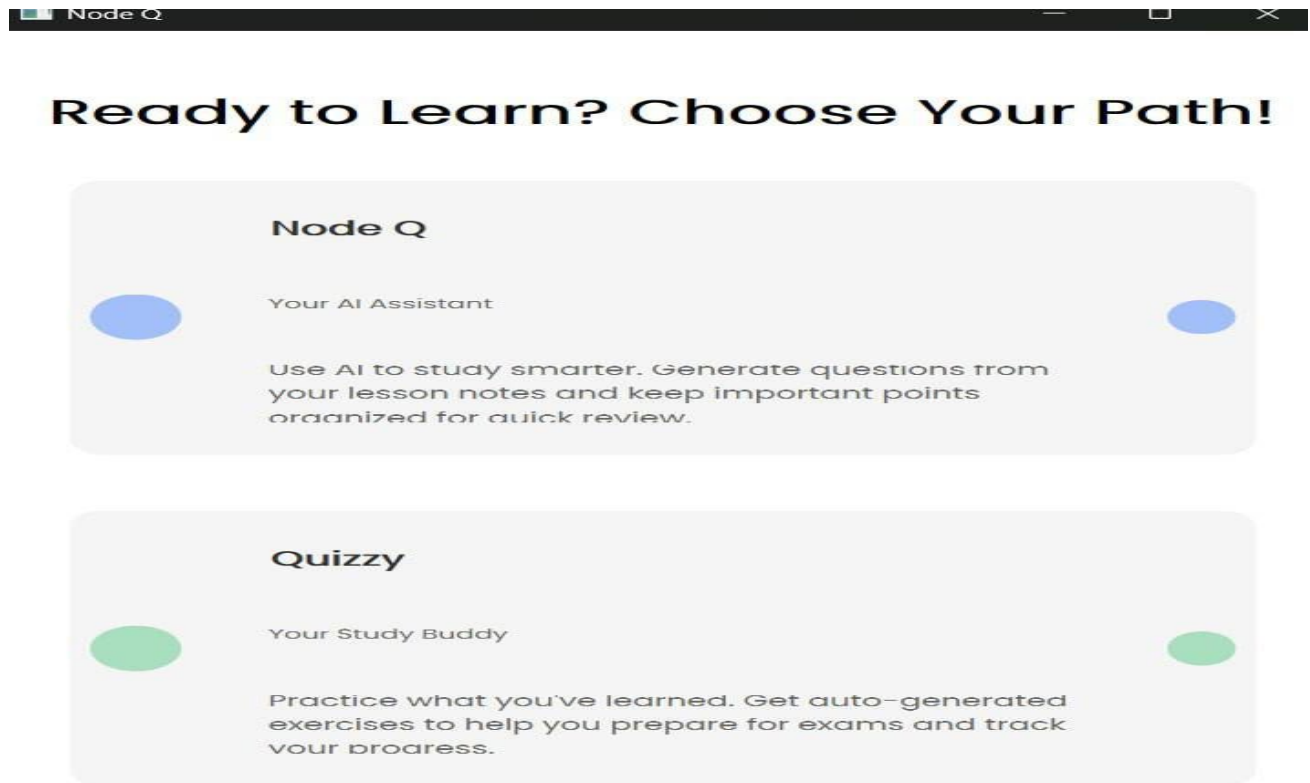 Node Q
Ready to Learn? Choose Your Path!
Node Q
Your AI Assistant
Use AI to study smarter. Generate questions from
your lesson notes and keep important points
organized for quick review.
Quizzy
Your Study Buddy
Practice what you've learned. Get auto-generated
exercises to help you prepare for exams and track
your progress.